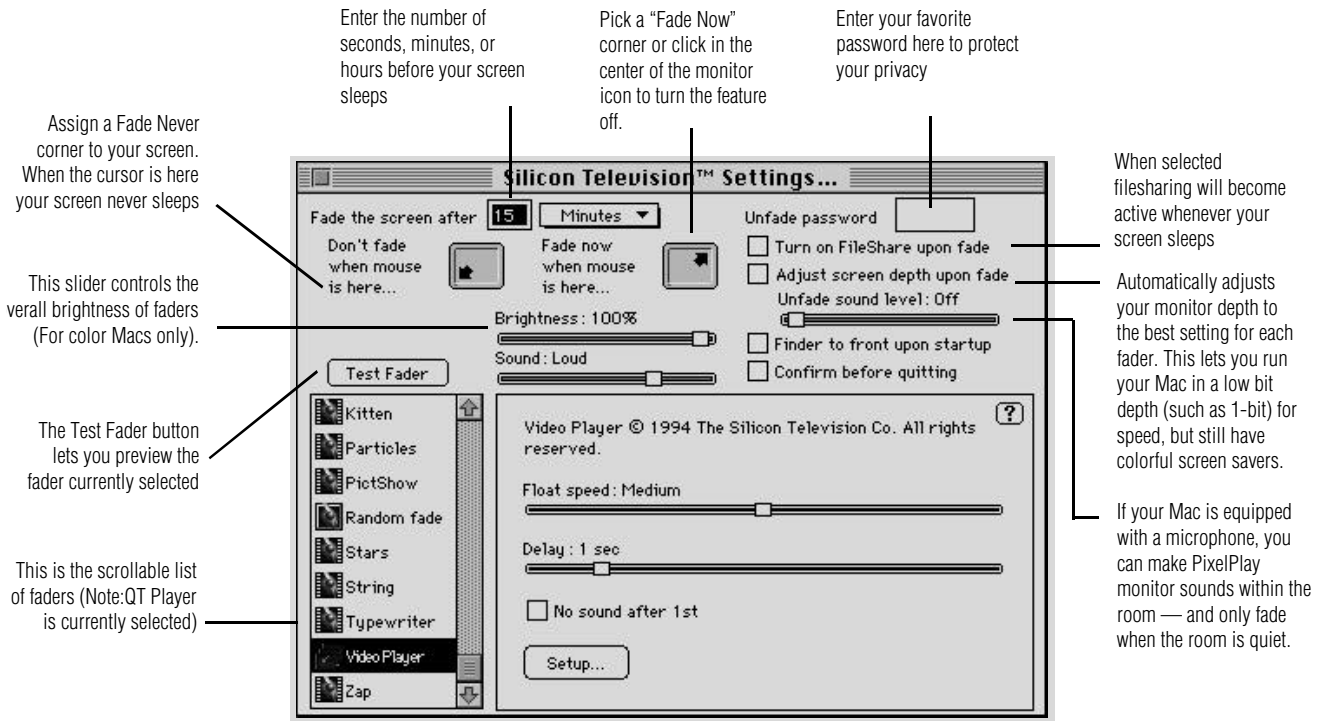 Enter the number of
seconds, minutes, or
hours before your screen
sleeps
Pick a “Fade Now”
corner or click in the
center of the monitor
icon to turn the feature
off.
Enter your favorite
password here to protect
your privacy
Assign a Fade Never
corner to your screen.
When the cursor is here
your screen never sleeps
This slider controls the
verall brightness of faders
(For color Macs only).
The Test Fader button
lets you preview the
fader currently selected
This is the scrollable list
of faders (Note:QT Player
is currently selected)
Silicon Television™ Settings...
Fade the screen after 15 Minutes
Don't fade
when mouse
is here...
Fade now
when mouse
is here...
Unfade password
Turn on FileShare upon fade
Adjust screen depth upon fade
Unfade sound level: Off
Finder to front upon startup
Confirm before quitting
Brightness: 100%
Sound: Loud
Test Fader
Kitten
Particles
PictShow
Random fade
Stars
String
Typewriter
Video Player
Zap
?
Video Player © 1994 The Silicon Television Co. All rights
reserved.
Float speed: Medium
Delay: 1 sec
No sound after 1st
Setup...
When selected
filesharing will become
active whenever your
screen sleeps
Automatically adjusts
your monitor depth to
the best setting for each
fader. This lets you run
your Mac in a low bit
depth (such as 1-bit) for
speed, but still have
colorful screen savers.
If your Mac is equipped
with a microphone, you
can make PixelPlay
monitor sounds within the
room — and only fade
when the room is quiet.